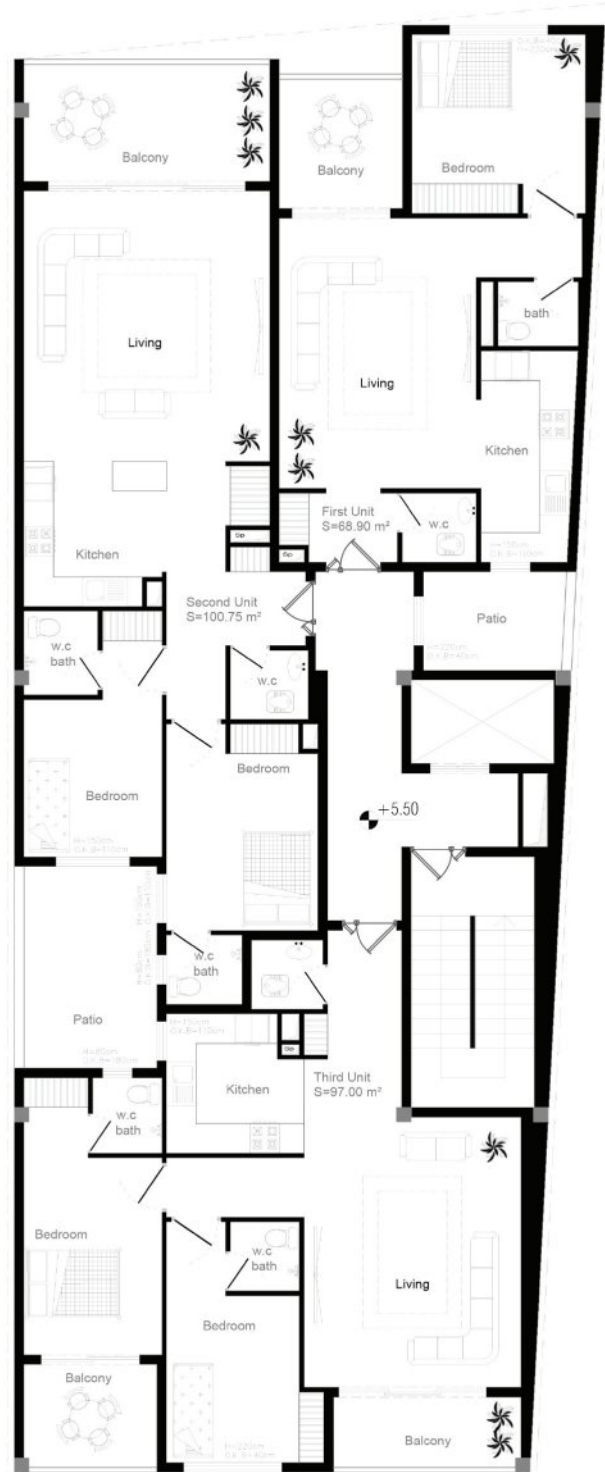 Bedroom
Balcony
Balcony
bath
Living
Living
Kitchen
First Unit
S=68.90 m²
w.c
Kitchen
Second Unit
S=100.75 m²
Patio
w.c
bath
w.c
Bedroom
Bedroom
+5.50
w.c
bath
Patio
Kitchen
Third Unit
S=97.00 m²
w.c
bath
Bedroom
w.c
bath
Living
Bedroom
Balcony
Balcony